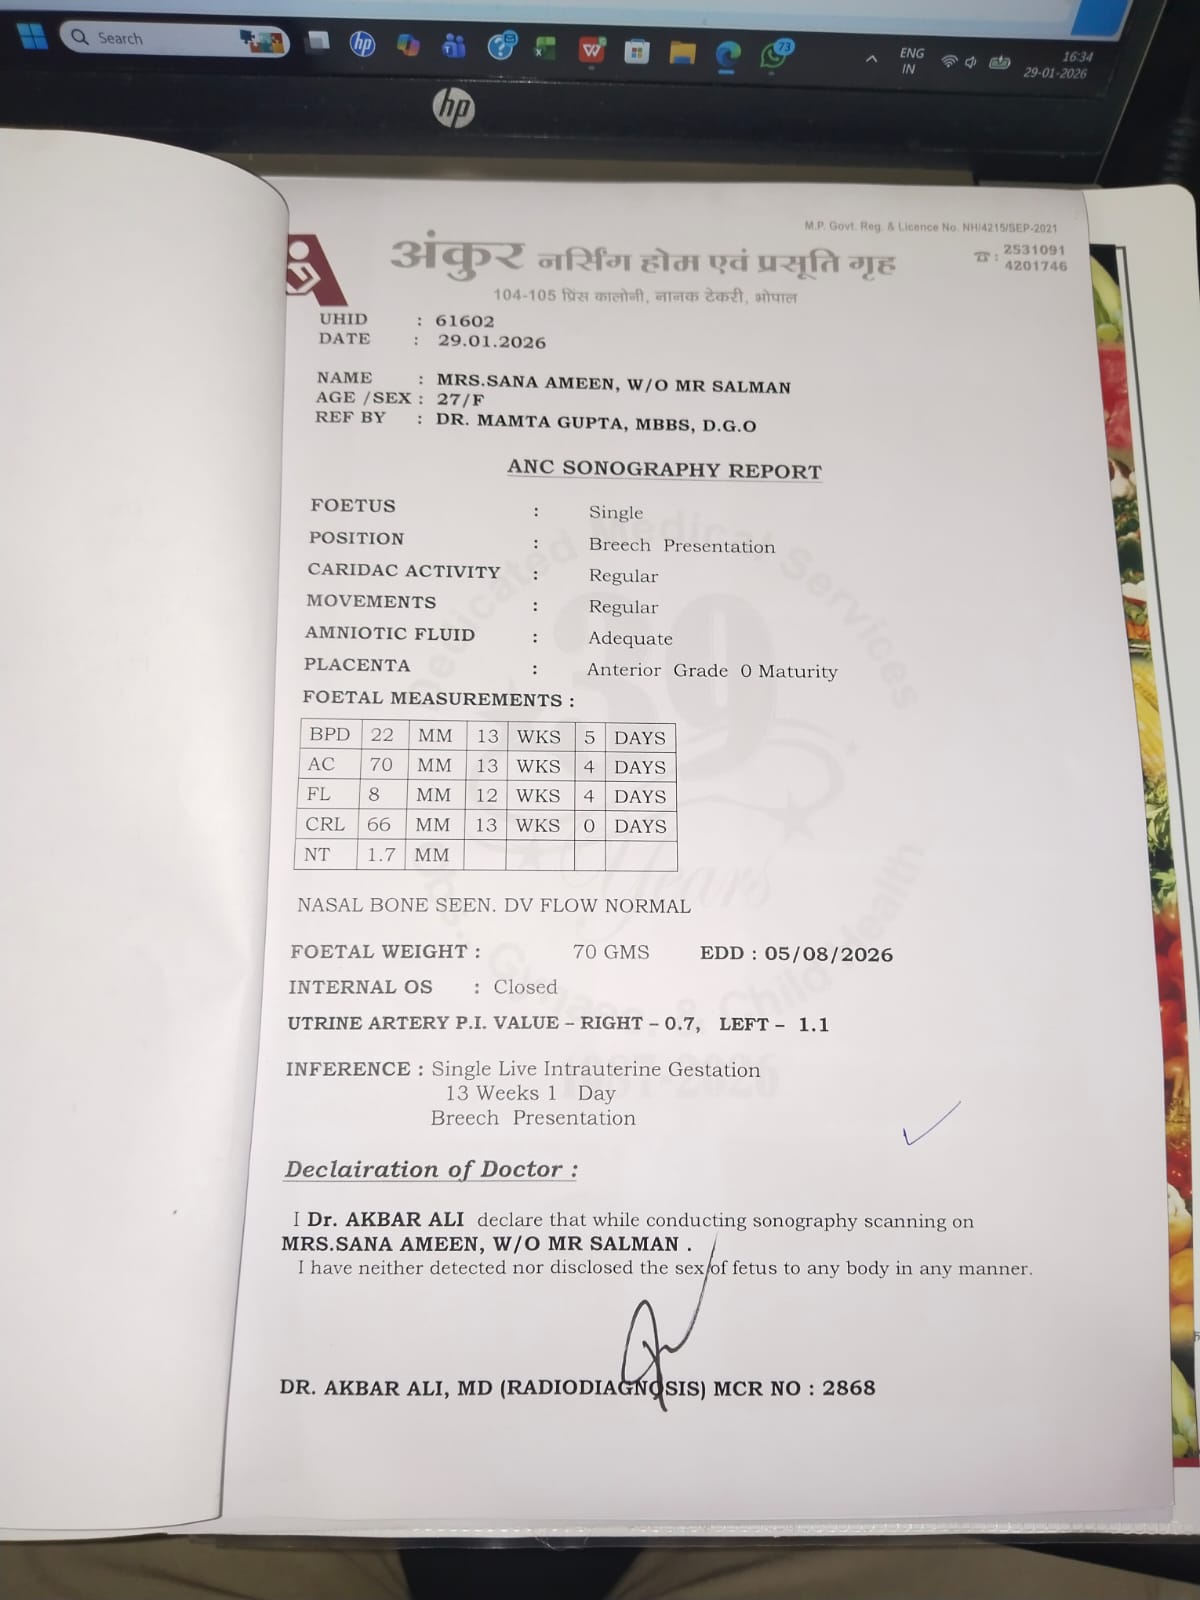 Search
73
ENG
IN
16:34
29-01-2026
hp
M.P. Govt. Reg. & Licence No. NH/4215/SEP-2021
अंकुर नर्सिंग होम एवं प्रसूति गृह
☎ : 2531091
4201746
104-105 प्रिंस कालोनी, नानक टेकरी, भोपाल
UHID : 61602
DATE : 29.01.2026
NAME : MRS.SANA AMEEN, W/O MR SALMAN
AGE /SEX : 27/F
REF BY : DR. MAMTA GUPTA, MBBS, D.G.O
ANC SONOGRAPHY REPORT
FOETUS : Single
POSITION : Breech Presentation
CARIDAC ACTIVITY : Regular
MOVEMENTS : Regular
AMNIOTIC FLUID : Adequate
PLACENTA : Anterior Grade 0 Maturity
FOETAL MEASUREMENTS :
BPD 22 MM 13 WKS 5 DAYS
AC 70 MM 13 WKS 4 DAYS
FL 8 MM 12 WKS 4 DAYS
CRL 66 MM 13 WKS 0 DAYS
NT 1.7 MM
NASAL BONE SEEN. DV FLOW NORMAL
FOETAL WEIGHT : 70 GMS EDD : 05/08/2026
INTERNAL OS : Closed
UTRINE ARTERY P.I. VALUE – RIGHT – 0.7, LEFT – 1.1
INFERENCE : Single Live Intrauterine Gestation
13 Weeks 1 Day
Breech Presentation
Declairation of Doctor :
I Dr. AKBAR ALI declare that while conducting sonography scanning on
MRS.SANA AMEEN, W/O MR SALMAN .
I have neither detected nor disclosed the sex of fetus to any body in any manner.
DR. AKBAR ALI, MD (RADIODIAGNOSIS) MCR NO : 2868